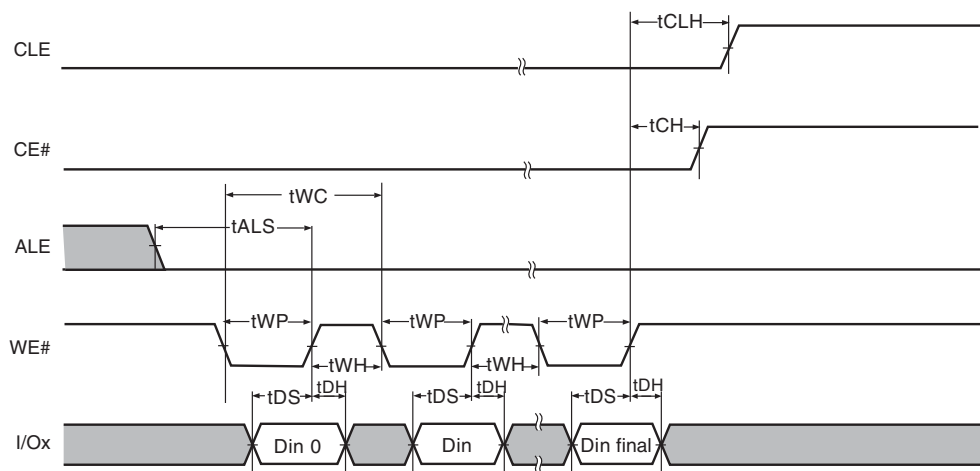 tCLH
CLE
tCH
CE#
tWC
tALS
ALE
tWP tWP tWP
WE#
tWH tWH
tDS tDH tDS tDH tDS tDH
I/Ox Din 0 Din Din final